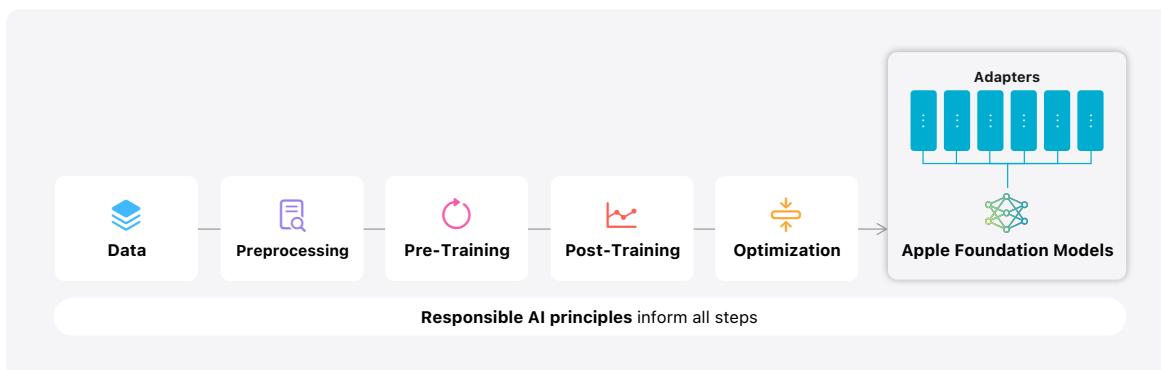 Adapters
Data
Preprocessing
Pre-Training
Post-Training
Optimization
Apple Foundation Models
Responsible AI principles inform all steps